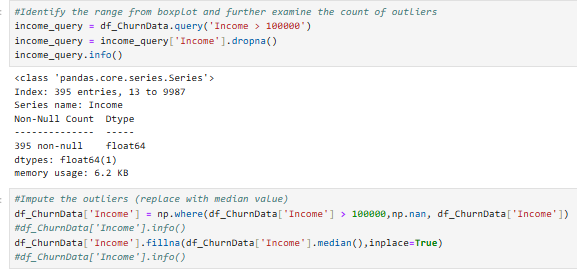 #Identify the range from boxplot and further examine the count of outliers
income_query = df_ChurnData.query('Income > 100000')
income_query = income_query['Income'].dropna()
income_query.info()
<class 'pandas.core.series.Series'>
Index: 395 entries, 13 to 9987
Series name: Income
Non-Null Count  Dtype
--------------  -----
395 non-null    float64
dtypes: float64(1)
memory usage: 6.2 KB
#Impute the outliers (replace with median value)
df_ChurnData['Income'] = np.where(df_ChurnData['Income'] > 100000,np.nan, df_ChurnData['Income'])
#df_ChurnData['Income'].info()
df_ChurnData['Income'].fillna(df_ChurnData['Income'].median(),inplace=True)
#df_ChurnData['Income'].info()